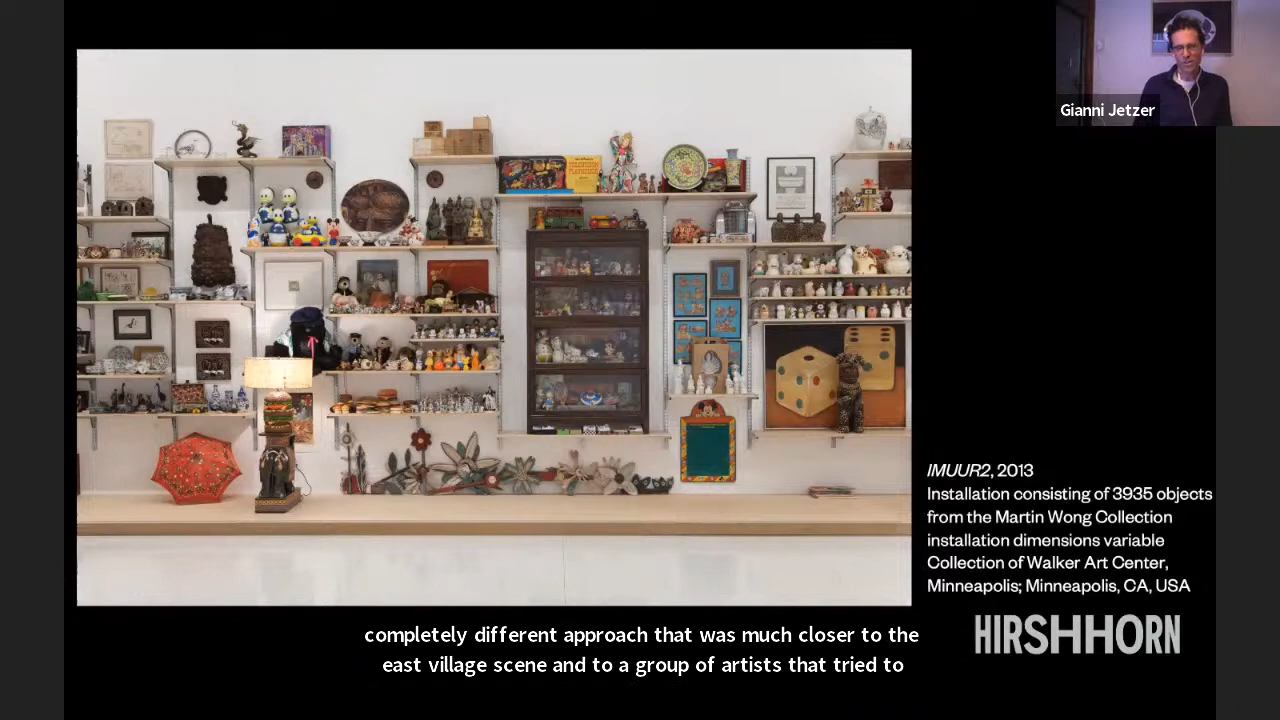 Gianni Jetzer
IMUUR2, 2013
Installation consisting of 3935 objects
from the Martin Wong Collection
installation dimensions variable
Collection of Walker Art Center,
Minneapolis; Minneapolis, CA, USA
HIRSHHORN
completely different approach that was much closer to the
east village scene and to a group of artists that tried to